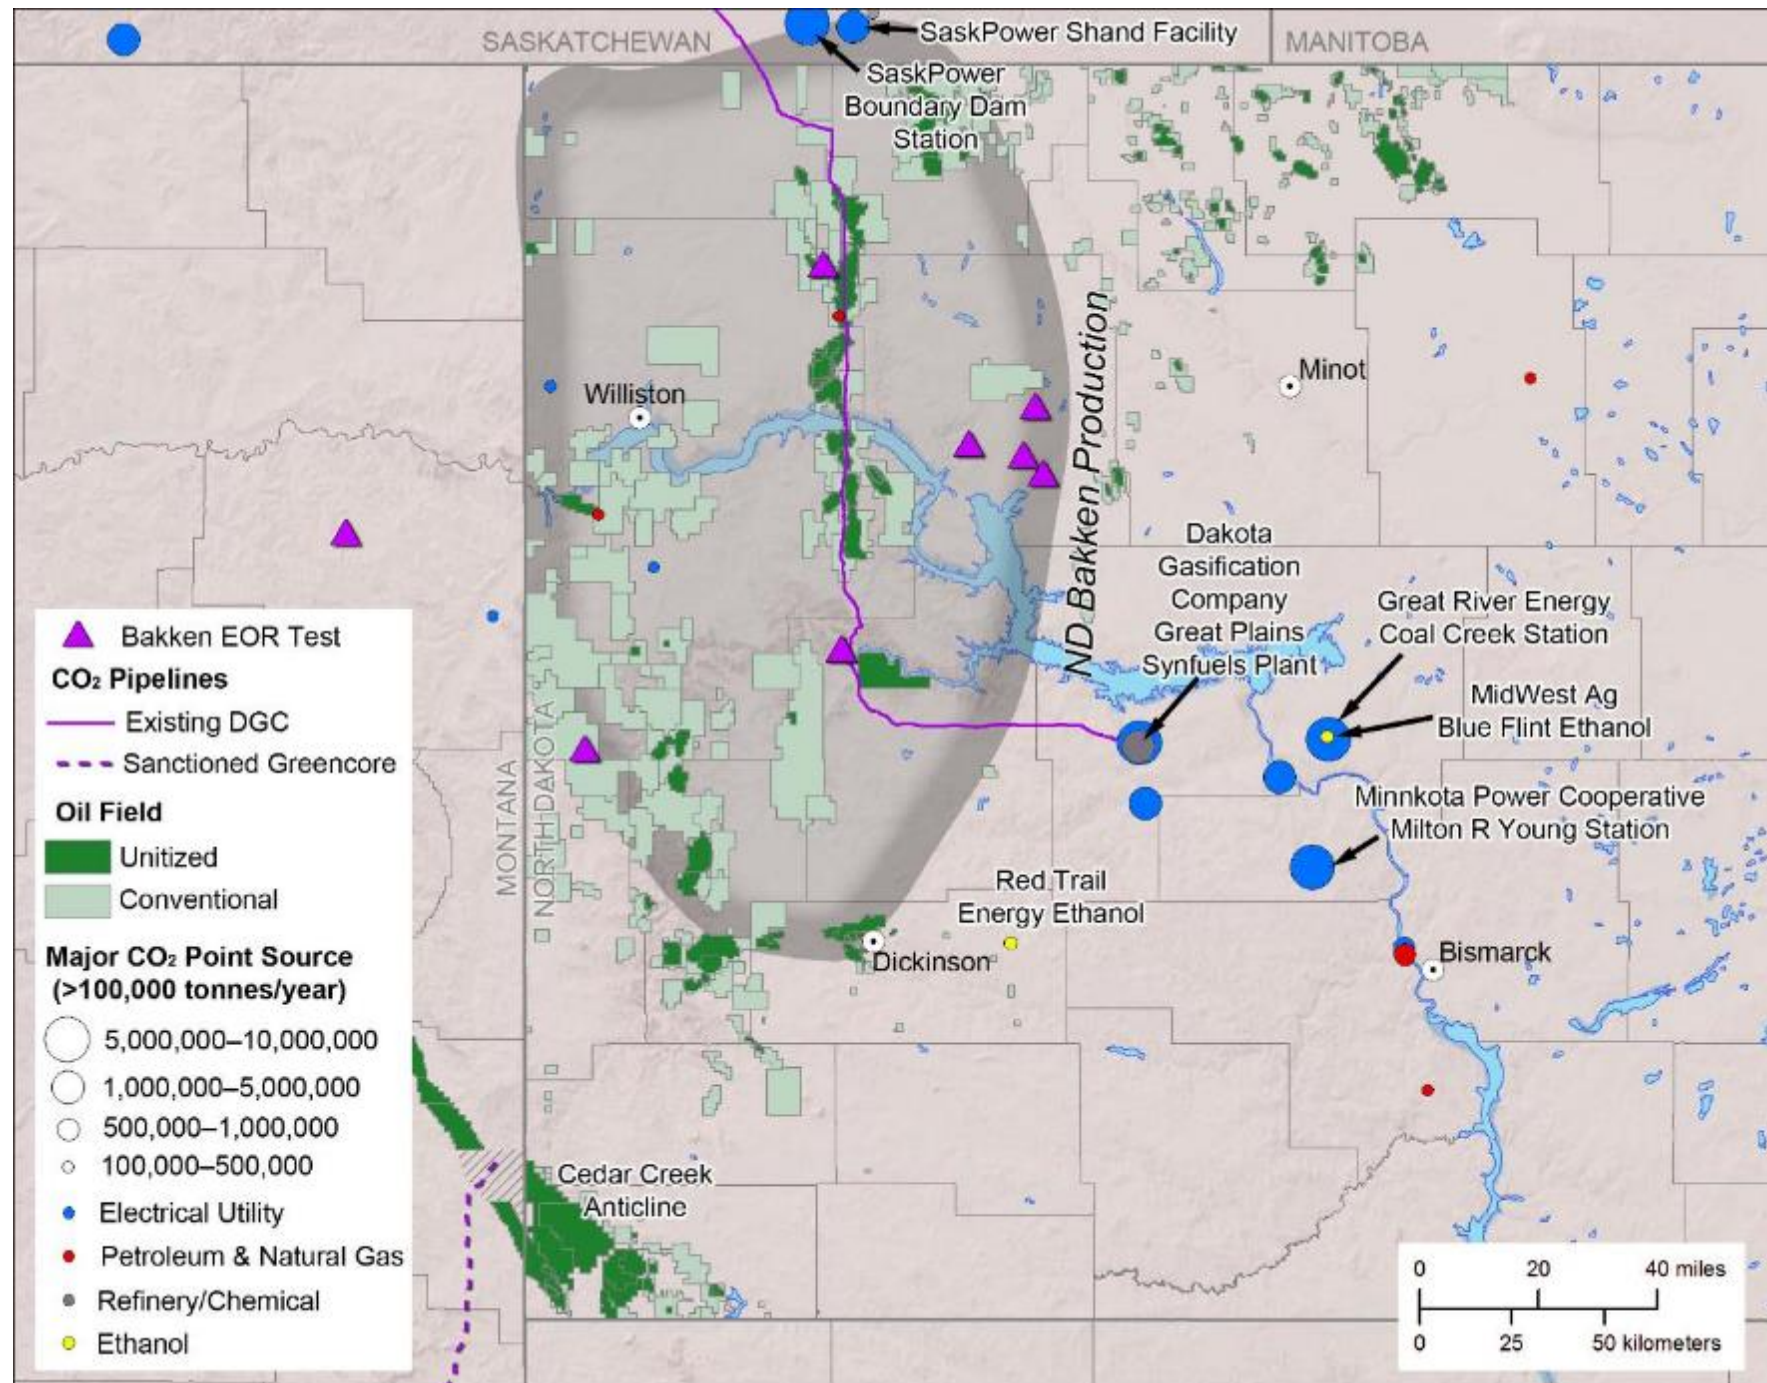 SASKATCHEWAN
SaskPower Shand Facility
MANITOBA
SaskPower
Boundary Dam
Station
ND Bakken Production
Minot
Williston
Dakota
Gasification
Company
Great Plains
Synfuels Plant
Great River Energy
Coal Creek Station
MidWest Ag
Blue Flint Ethanol
Minnkota Power Cooperative
Milton R Young Station
Red Trail
Energy Ethanol
Bismarck
Dickinson
MONTANA
NORTH DAKOTA
Cedar Creek
Anticline
Bakken EOR Test
CO₂ Pipelines
Existing DGC
Sanctioned Greencore
Oil Field
Unitized
Conventional
Major CO₂ Point Source
(>100,000 tonnes/year)
5,000,000–10,000,000
1,000,000–5,000,000
500,000–1,000,000
100,000–500,000
Electrical Utility
Petroleum & Natural Gas
Refinery/Chemical
Ethanol
0 20 40 miles
0 25 50 kilometers